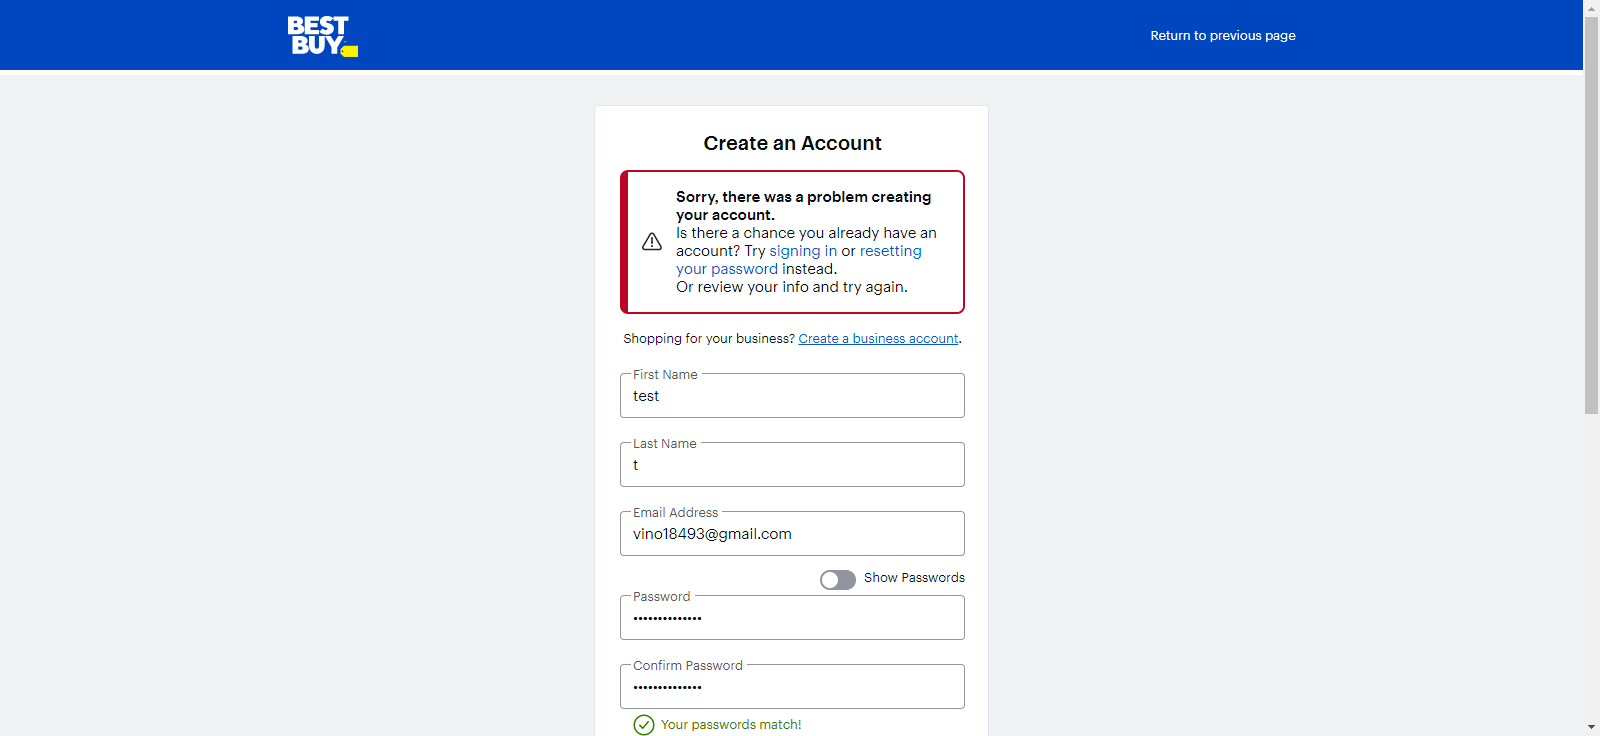 BEST
BUY
Return to previous page
Create an Account
Sorry, there was a problem creating
your account.
Is there a chance you already have an
account? Try signing in or resetting
your password instead.
Or review your info and try again.
Shopping for your business? Create a business account.
First Name
test
Last Name
t
Email Address
vino18493@gmail.com
Show Passwords
Password
••••••••••••••
Confirm Password
••••••••••••••
Your passwords match!